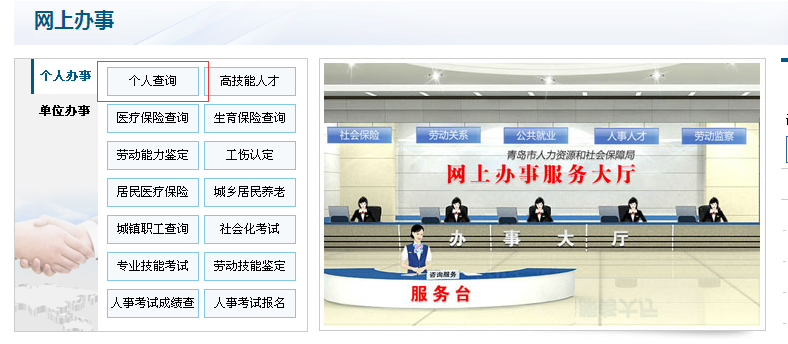 网上办事
个人办事
单位办事
个人查询 高技能人才
医疗保险查询 生育保险查询
劳动能力鉴定 工伤认定
居民医疗保险 城乡居民养老
城镇职工查询 社会化考试
专业技能考试 劳动技能鉴定
人事考试成绩查 人事考试报名
社会保险 劳动关系 公共就业 人事人才 劳动监察
青岛市人力资源和社会保障局
网上办事服务大厅
办事大厅
咨询服务
服务台